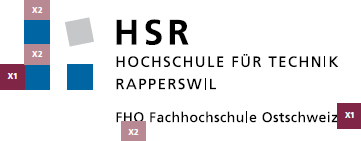 X2
HSR
HOCHSCHULE FÜR TECHNIK
X2
X1
RAPPERSWIL
FHO Fachhochschule Ostschweiz
X1
X2